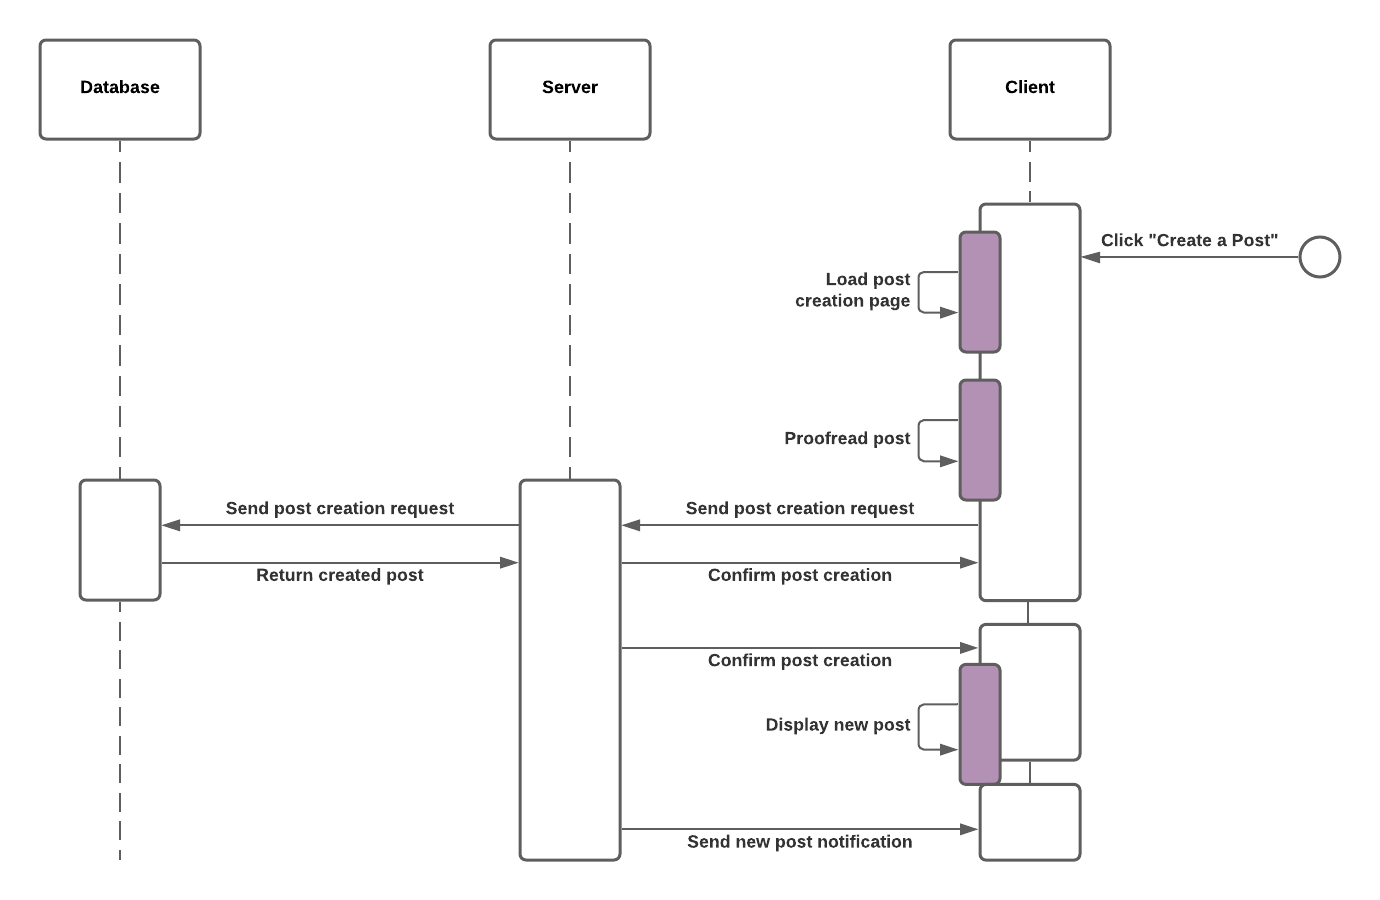 Database
Server
Client
Click "Create a Post"
Load post
creation page
Proofread post
Send post creation request
Send post creation request
Return created post
Confirm post creation
Confirm post creation
Display new post
Send new post notification